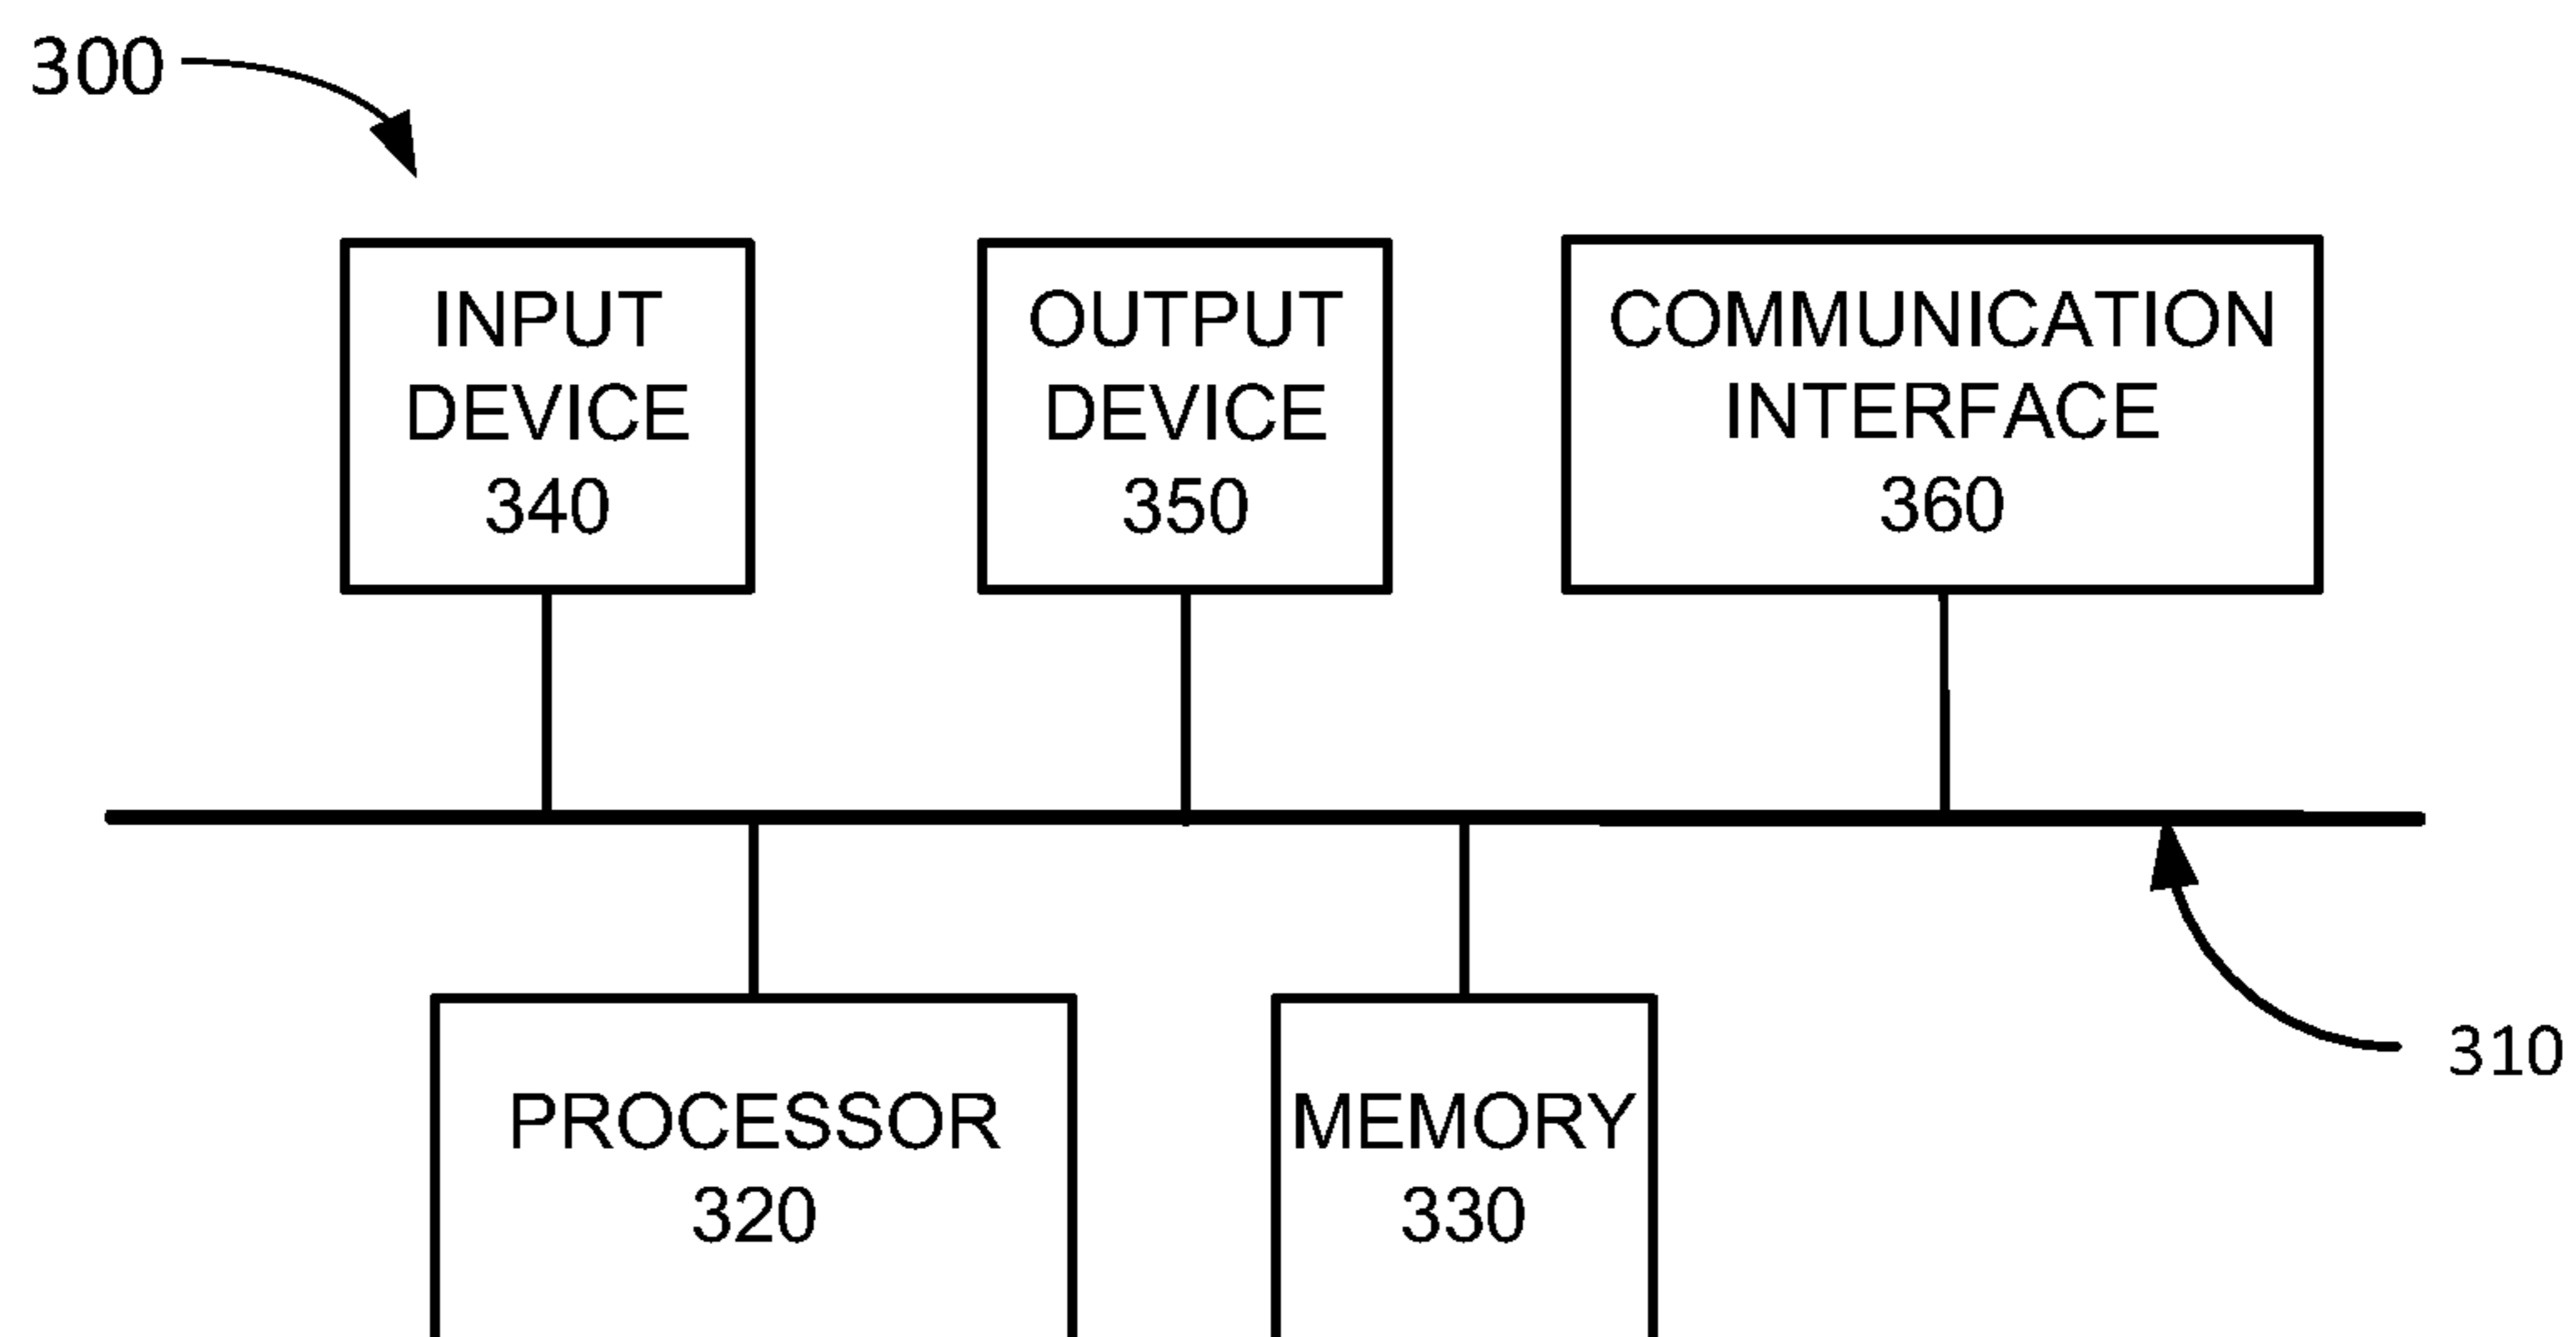 300
INPUT
DEVICE
340
OUTPUT
DEVICE
350
COMMUNICATION
INTERFACE
360
310
PROCESSOR
320
MEMORY
330